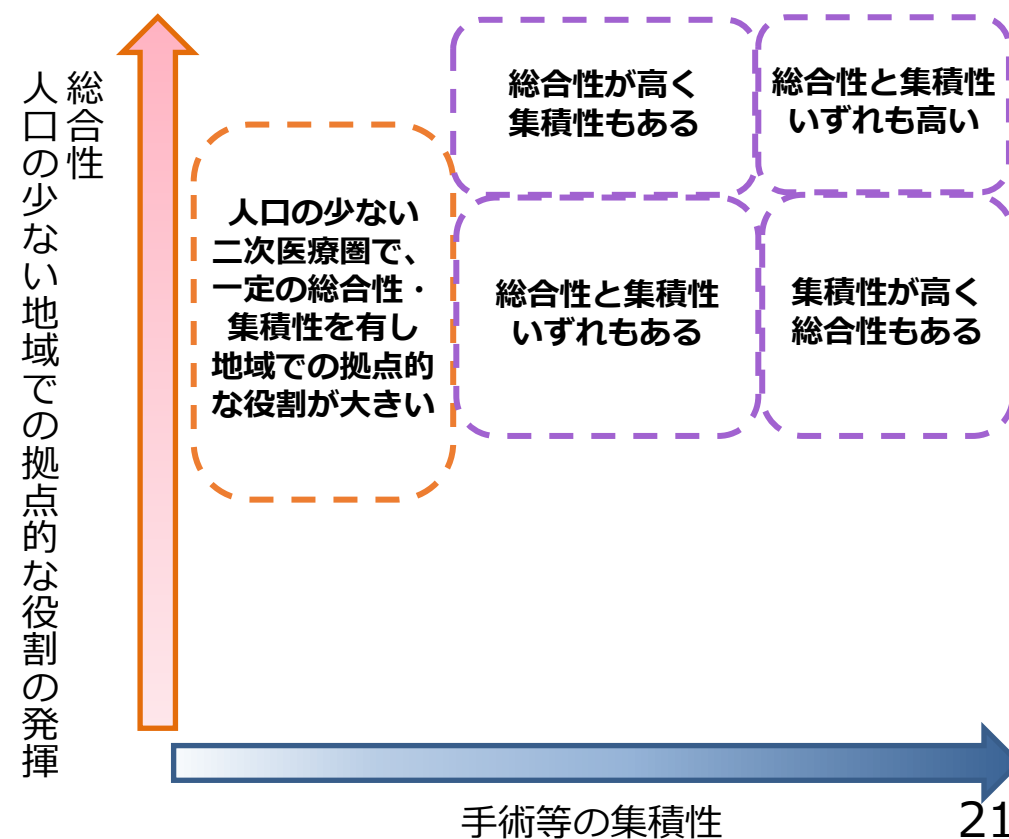 総合性
人口の少ない地域での拠点的な役割の発揮
総合性が高く
集積性もある
総合性と集積性
いずれも高い
人口の少ない
二次医療圏で、
一定の総合性・
集積性を有し
地域での拠点的
な役割が大きい
総合性と集積性
いずれもある
集積性が高く
総合性もある
手術等の集積性
21